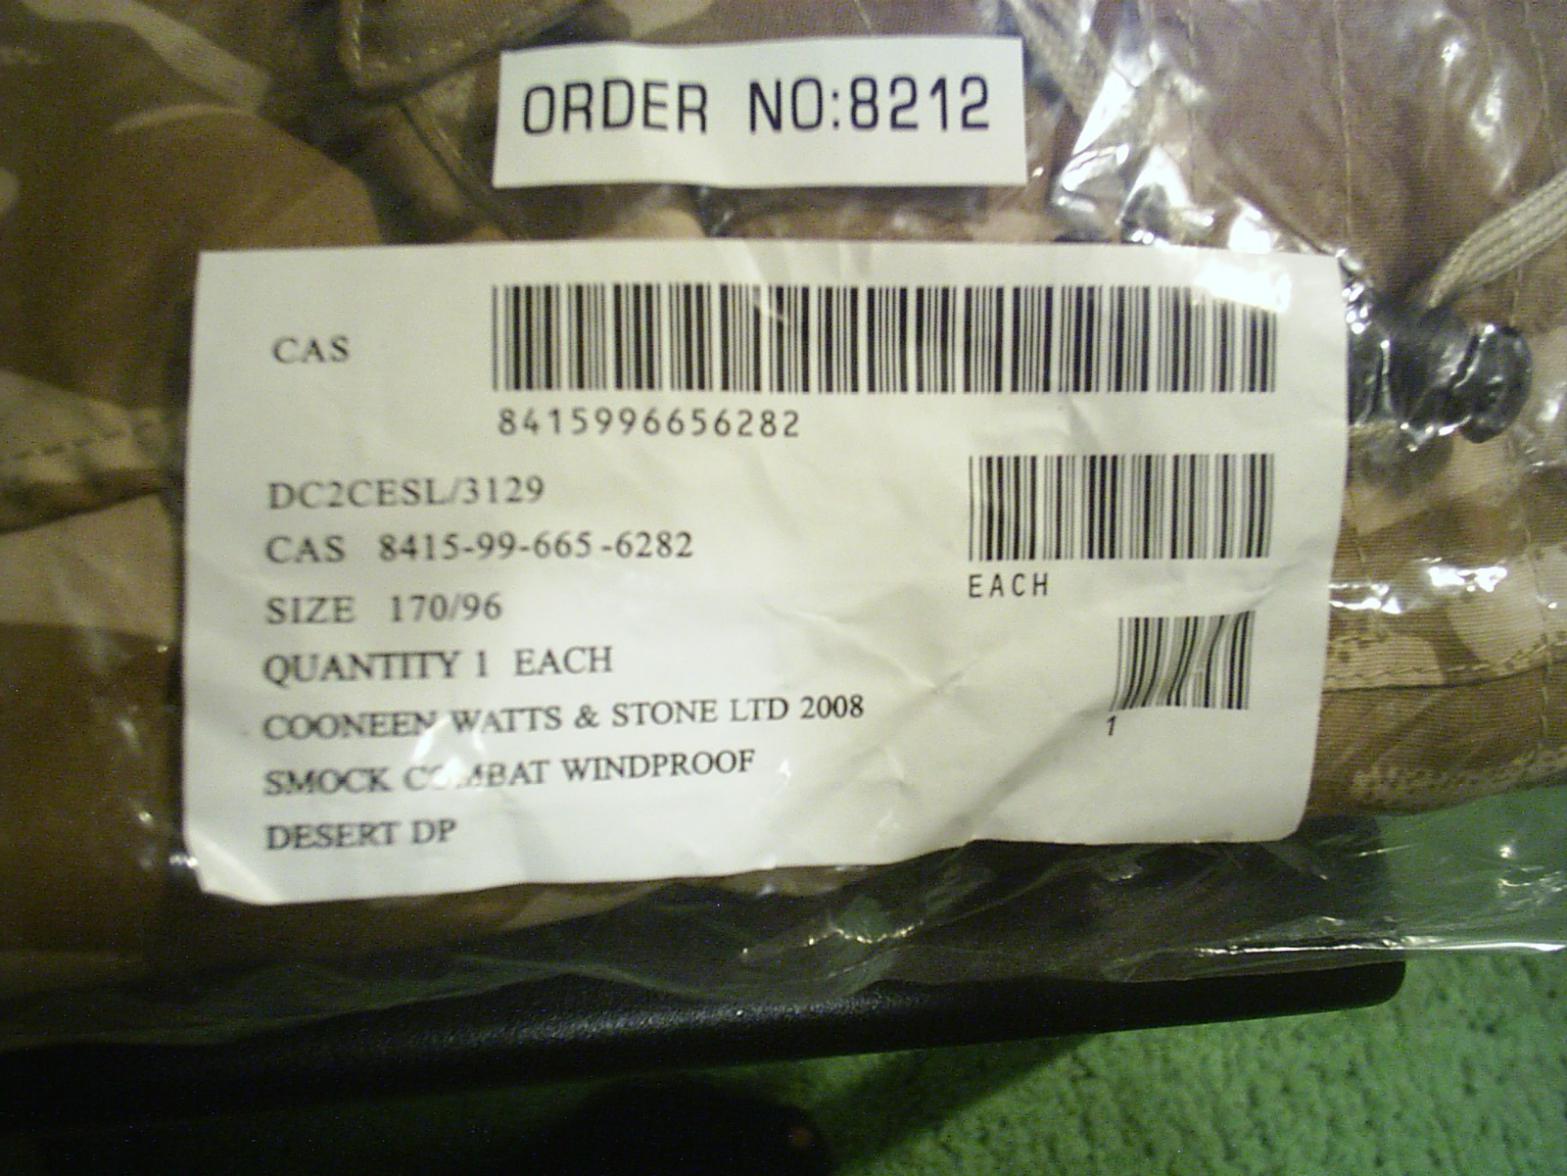 ORDER NO:8212
CAS
8415996656282
DC2CESL/3129
CAS 8415-99-665-6282
EACH
SIZE 170/96
QUANTITY 1 EACH
1
COONEEN WATTS & STONE LTD 2008
SMOCK COMBAT WINDPROOF
DESERT DP